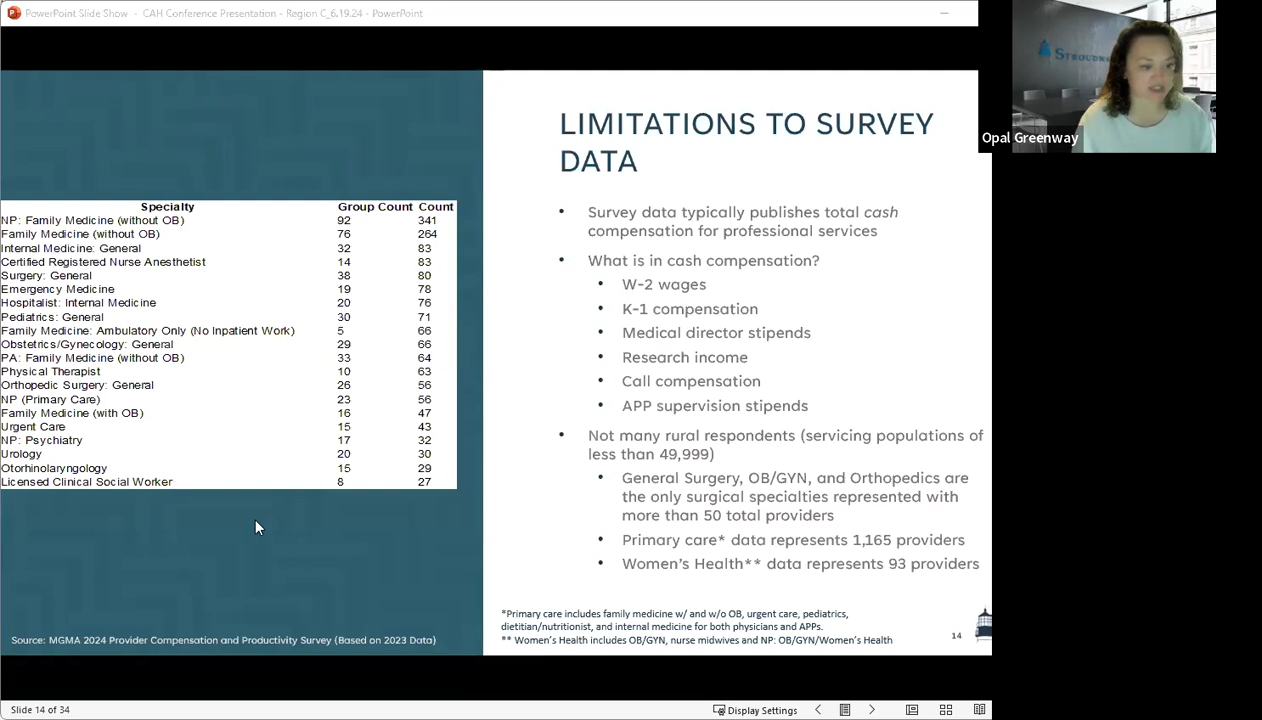 PowerPoint Slide Show - CAH Conference Presentation - Region C_6.19.24 - PowerPoint
Opal Greenway
Specialty Group Count Count
NP: Family Medicine (without OB) 92 341
Family Medicine (without OB) 76 264
Internal Medicine: General 32 83
Certified Registered Nurse Anesthetist 14 83
Surgery: General 38 80
Emergency Medicine 19 78
Hospitalist: Internal Medicine 20 76
Pediatrics: General 30 71
Family Medicine: Ambulatory Only (No Inpatient Work) 5 66
Obstetrics/Gynecology: General 29 66
PA: Family Medicine (without OB) 33 64
Physical Therapist 10 63
Orthopedic Surgery: General 26 56
NP (Primary Care) 23 56
Family Medicine (with OB) 16 47
Urgent Care 15 43
NP: Psychiatry 17 32
Urology 20 30
Otorhinolaryngology 15 29
Licensed Clinical Social Worker 8 27
Source: MGMA 2024 Provider Compensation and Productivity Survey (Based on 2023 Data)
LIMITATIONS TO SURVEY
DATA
• Survey data typically publishes total cash
compensation for professional services
• What is in cash compensation?
• W-2 wages
• K-1 compensation
• Medical director stipends
• Research income
• Call compensation
• APP supervision stipends
• Not many rural respondents (servicing populations of
less than 49,999)
• General Surgery, OB/GYN, and Orthopedics are
the only surgical specialties represented with
more than 50 total providers
• Primary care* data represents 1,165 providers
• Women's Health** data represents 93 providers
*Primary care includes family medicine w/ and w/o OB, urgent care, pediatrics,
dietitian/nutritionist, and internal medicine for both physicians and APPs.
** Women's Health includes OB/GYN, nurse midwives and NP: OB/GYN/Women's Health
14
Slide 14 of 34
Display Settings